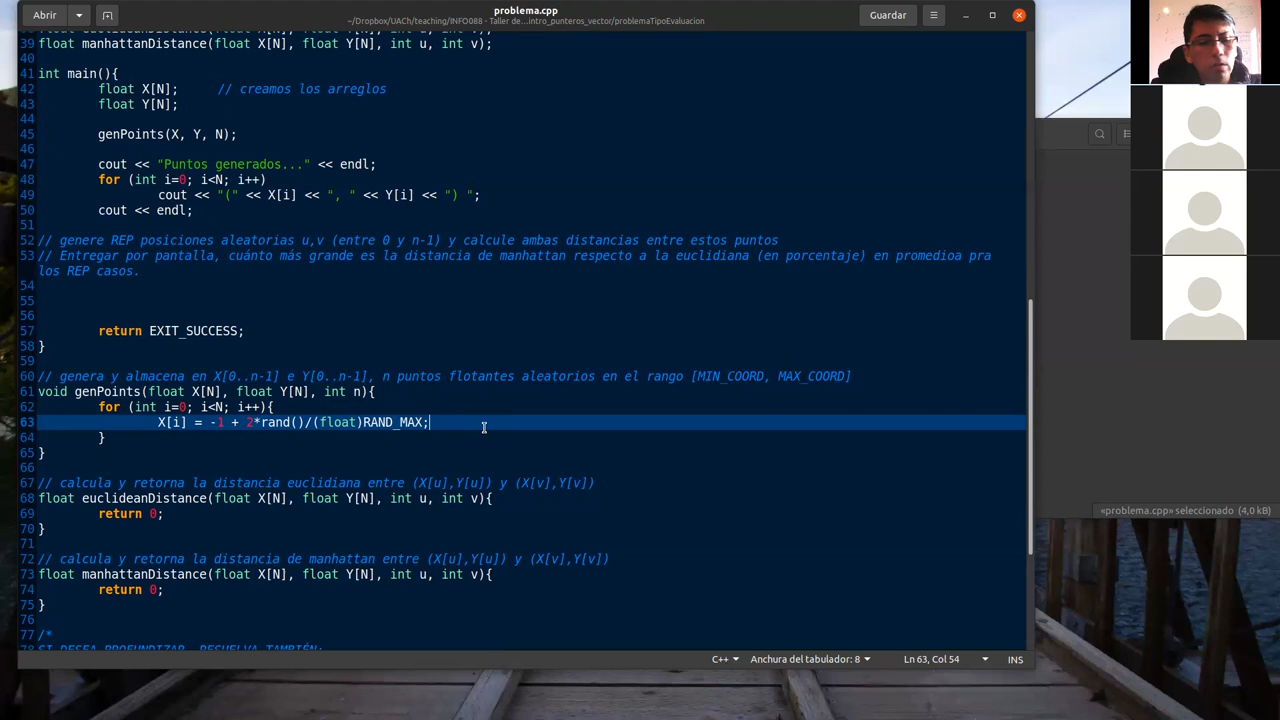 problema.cpp
Abrir
~/Dropbox/UACh/teaching/INFO088 - Taller de...intro_punteros_vector/problemaTipoEvaluacion
Guardar
39 float manhattanDistance(float X[N], float Y[N], int u, int v);
40
41 int main(){
42 float X[N]; // creamos los arreglos
43 float Y[N];
44
45 genPoints(X, Y, N);
46
47 cout << "Puntos generados..." << endl;
48 for (int i=0; i<N; i++)
49 cout << "(" << X[i] << ", " << Y[i] << ") ";
50 cout << endl;
51
52 // genere REP posiciones aleatorias u,v (entre 0 y n-1) y calcule ambas distancias entre estos puntos
53 // Entregar por pantalla, cuánto más grande es la distancia de manhattan respecto a la euclidiana (en porcentaje) en promedioa pra
los REP casos.
54
55
56
57 return EXIT_SUCCESS;
58 }
59
60 // genera y almacena en X[0..n-1] e Y[0..n-1], n puntos flotantes aleatorios en el rango [MIN_COORD, MAX_COORD]
61 void genPoints(float X[N], float Y[N], int n){
62 for (int i=0; i<N; i++){
63 X[i] = -1 + 2*rand()/(float)RAND_MAX;
64 }
65 }
66
67 // calcula y retorna la distancia euclidiana entre (X[u],Y[u]) y (X[v],Y[v])
68 float euclideanDistance(float X[N], float Y[N], int u, int v){
69 return 0;
70 }
71
72 // calcula y retorna la distancia de manhattan entre (X[u],Y[u]) y (X[v],Y[v])
73 float manhattanDistance(float X[N], float Y[N], int u, int v){
74 return 0;
75 }
76
77 /*
78 SI DESEA PROFUNDIZAR, RESUELVA TAMBIÉN:
C++ Anchura del tabulador: 8 Ln 63, Col 54 INS
«problema.cpp» seleccionado (4,0 kB)